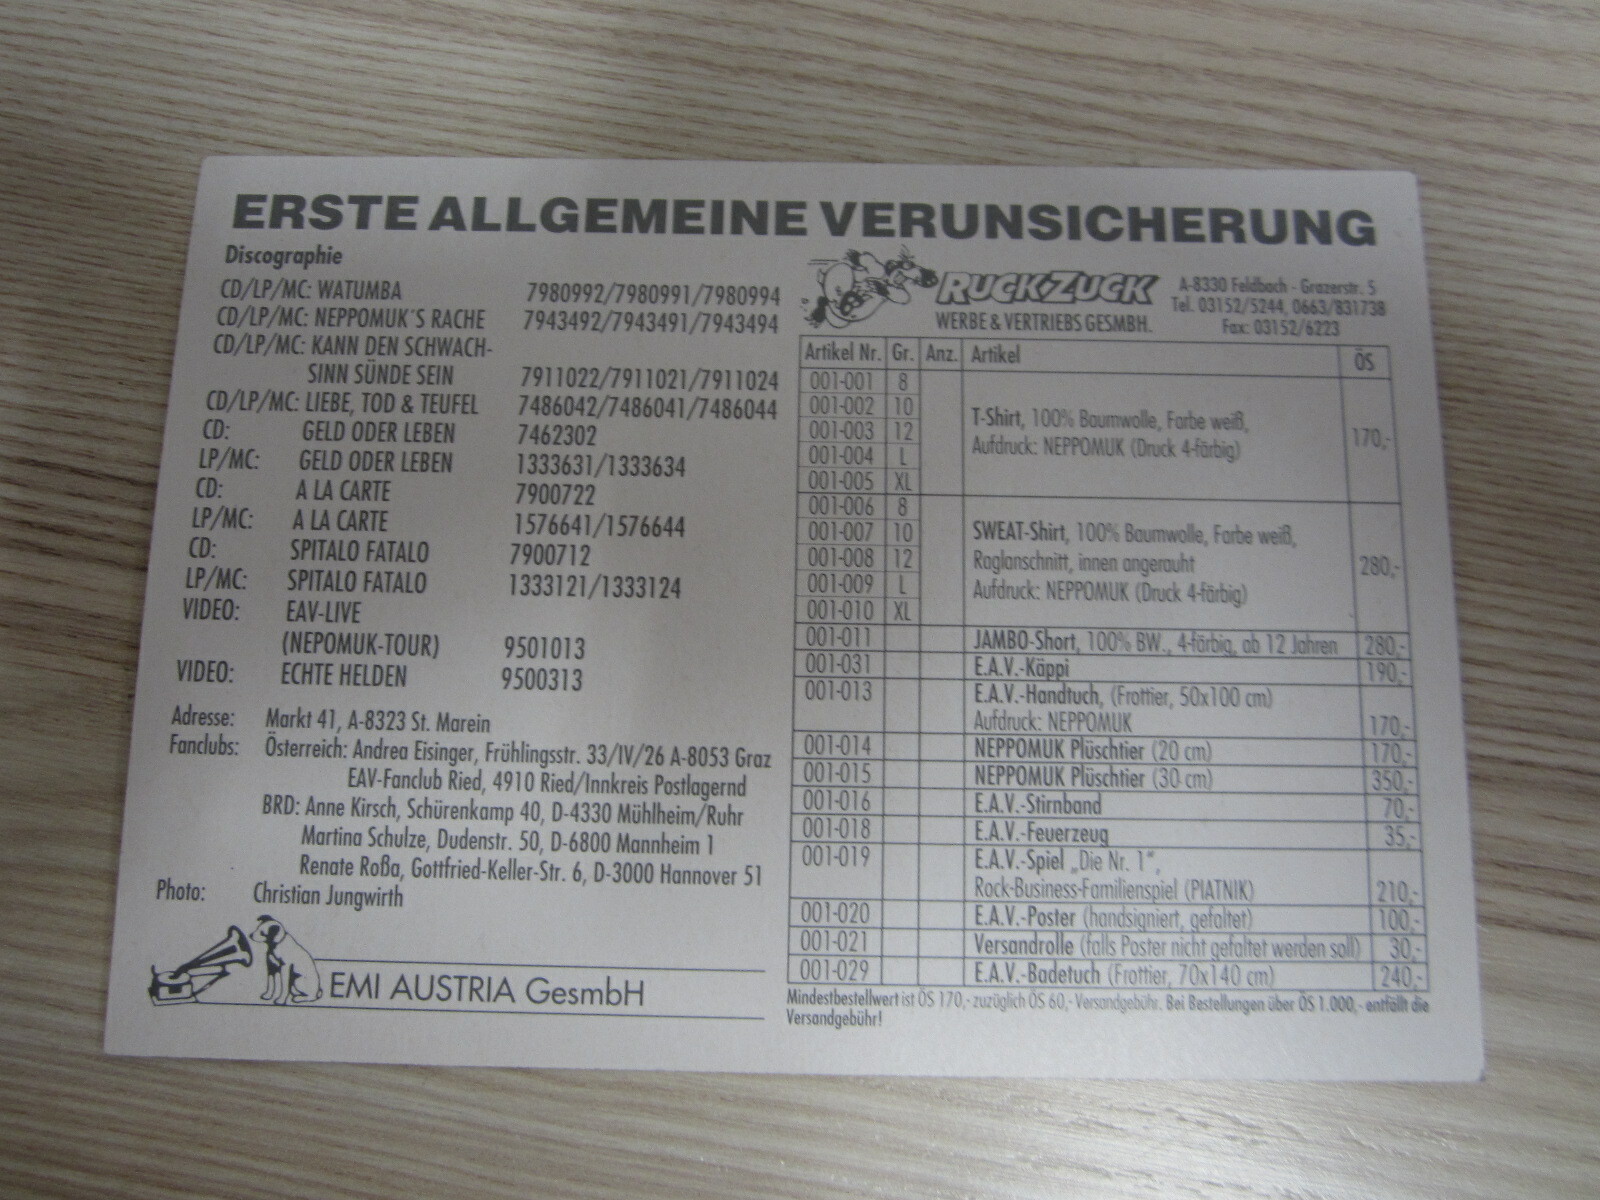 ERSTE ALLGEMEINE VERUNSICHERUNG
Discographie
CD/LP/MC: WATUMBA 7980992/7980991/7980994
CD/LP/MC: NEPPOMUK'S RACHE 7943492/7943491/7943494
CD/LP/MC: KANN DEN SCHWACH-
SINN SÜNDE SEIN 7911022/7911021/7911024
CD/LP/MC: LIEBE, TOD & TEUFEL 7486042/7486041/7486044
CD: GELD ODER LEBEN 7462302
LP/MC: GELD ODER LEBEN 1333631/1333634
CD: A LA CARTE 7900722
LP/MC: A LA CARTE 1576641/1576644
CD: SPITALO FATALO 7900712
LP/MC: SPITALO FATALO 1333121/1333124
VIDEO: EAV-LIVE
(NEPOMUK-TOUR) 9501013
VIDEO: ECHTE HELDEN 9500313
Adresse: Markt 41, A-8323 St. Marein
Fanclubs: Österreich: Andrea Eisinger, Frühlingsstr. 33/IV/26 A-8053 Graz
EAV-Fanclub Ried, 4910 Ried/Innkreis Postlagernd
BRD: Anne Kirsch, Schürenkamp 40, D-4330 Mühlheim/Ruhr
Martina Schulze, Dudenstr. 50, D-6800 Mannheim 1
Renate Roßa, Gottfried-Keller-Str. 6, D-3000 Hannover 51
Photo: Christian Jungwirth
EMI AUSTRIA GesmbH
RUCK ZUCK
WERBE & VERTRIEBS GESMBH.
A-8330 Feldbach - Grazerstr. 5
Tel. 03152/5244, 0663/831738
Fax: 03152/6223
Artikel Nr. Gr. Anz. Artikel ÖS
001-001 8
001-002 10
001-003 12
001-004 L
001-005 XL
T-Shirt, 100% Baumwolle, Farbe weiß,
Aufdruck: NEPPOMUK (Druck 4-färbig)
170,-
001-006 8
001-007 10
001-008 12
001-009 L
001-010 XL
SWEAT-Shirt, 100% Baumwolle, Farbe weiß,
Raglanschnitt, innen angerauht
Aufdruck: NEPPOMUK (Druck 4-färbig)
280,-
001-011 JAMBO-Short, 100% BW., 4-färbig, ab 12 Jahren 280,-
001-031 E.A.V.-Käppi 190,-
001-013 E.A.V.-Handtuch, (Frottier, 50x100 cm)
Aufdruck: NEPPOMUK 170,-
001-014 NEPPOMUK Plüschtier (20 cm) 170,-
001-015 NEPPOMUK Plüschtier (30 cm) 350,-
001-016 E.A.V.-Stirnband 70,-
001-018 E.A.V.-Feuerzeug 35,-
001-019 E.A.V.-Spiel „Die Nr. 1",
Rock-Business-Familienspiel (PIATNIK) 210,-
001-020 E.A.V.-Poster (handsigniert, gefaltet) 100,-
001-021 Versandrolle (falls Poster nicht gefaltet werden soll) 30,-
001-029 E.A.V.-Badetuch (Frottier, 70x140 cm) 240,-
Mindestbestellwert ist ÖS 170,- zuzüglich ÖS 60,- Versandgebühr. Bei Bestellungen über ÖS 1.000,- entfällt die
Versandgebühr!